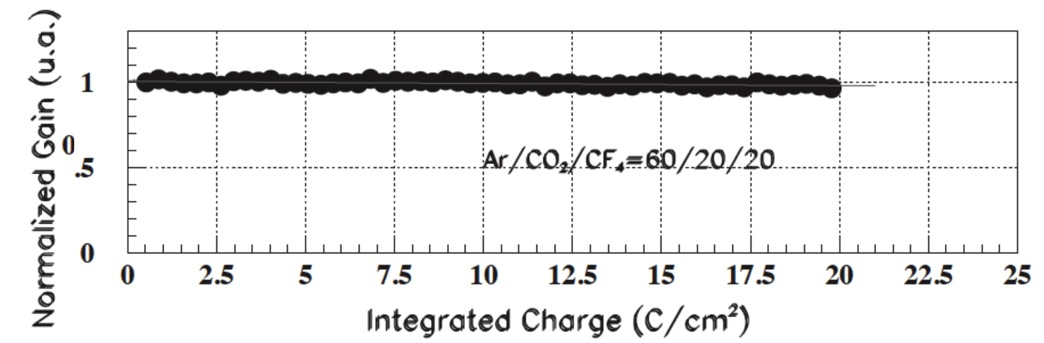 Normalized Gain (u.a.)
1
0
.5
0
Ar/CO₂/CF₄=60/20/20
0 2.5 5 7.5 10 12.5 15 17.5 20 22.5 25
Integrated Charge (C/cm²)